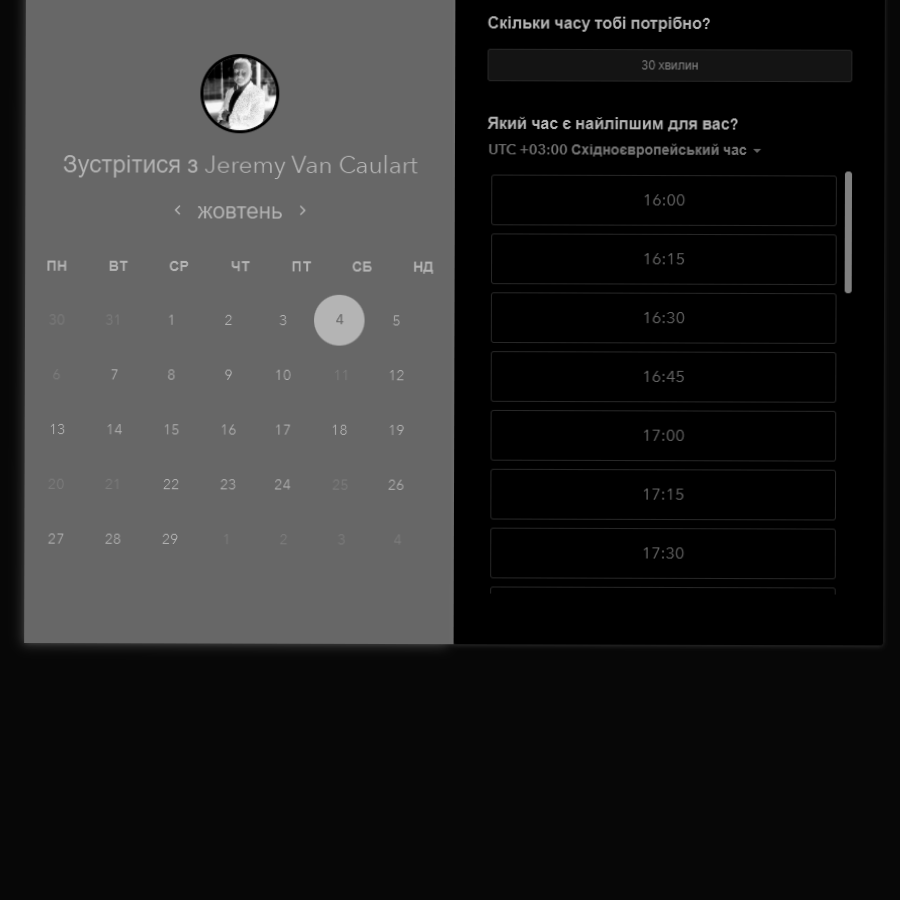 Зустрітися з Jeremy Van Caulart
жовтень
ПН ВТ СР ЧТ ПТ СБ НД
30 31 1 2 3 4 5
6 7 8 9 10 11 12
13 14 15 16 17 18 19
20 21 22 23 24 25 26
27 28 29 1 2 3 4
Скільки часу тобі потрібно?
30 хвилин
Який час є найліпшим для вас?
UTC +03:00 Східноєвропейський час
16:00
16:15
16:30
16:45
17:00
17:15
17:30